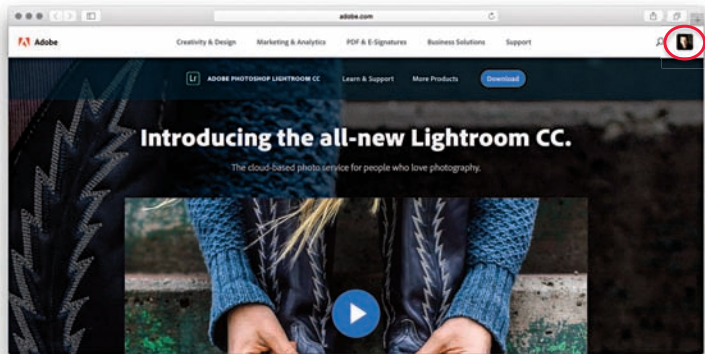 adobe.com
Adobe Creativity & Design Marketing & Analytics PDF & E-Signatures Business Solutions Support
Lr ADOBE PHOTOSHOP LIGHTROOM CC Learn & Support More Products Download
Introducing the all-new Lightroom CC.
The cloud-based photo service for people who love photography.